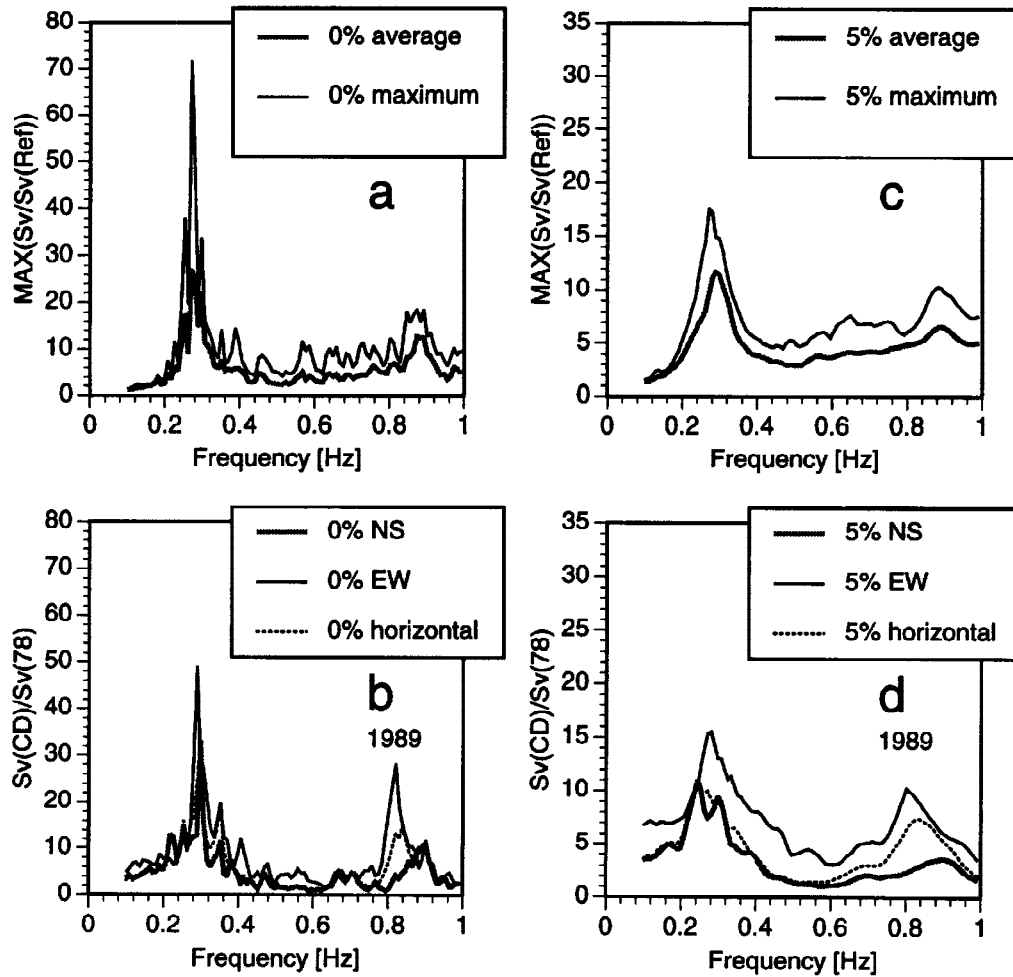 80
70
60
50
40
30
20
10
0
MAX(Sv/Sv(Ref))
0% average
0% maximum
a
0 0.2 0.4 0.6 0.8 1
Frequency [Hz]
35
30
25
20
15
10
5
0
MAX(Sv/Sv(Ref))
5% average
5% maximum
c
0 0.2 0.4 0.6 0.8 1
Frequency [Hz]
80
70
60
50
40
30
20
10
0
Sv(CD)/Sv(78)
0% NS
0% EW
0% horizontal
b
1989
0 0.2 0.4 0.6 0.8 1
Frequency [Hz]
35
30
25
20
15
10
5
0
Sv(CD)/Sv(78)
5% NS
5% EW
5% horizontal
d
1989
0 0.2 0.4 0.6 0.8 1
Frequency [Hz]